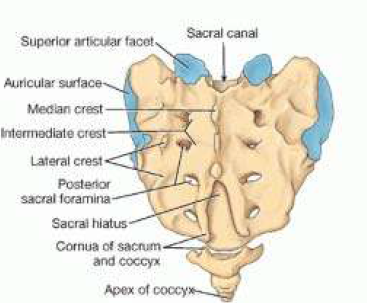 Sacral canal
Superior articular facet
Auricular surface
Median crest
Intermediate crest
Lateral crest
Posterior
sacral foramina
Sacral hiatus
Cornua of sacrum
and coccyx
Apex of coccyx